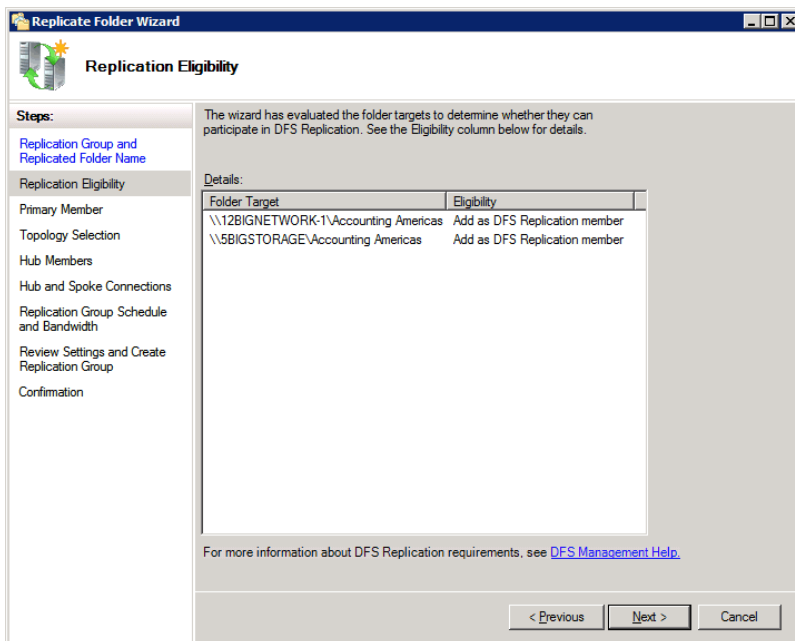 Replicate Folder Wizard
Replication Eligibility
Steps:
Replication Group and
Replicated Folder Name
Replication Eligibility
Primary Member
Topology Selection
Hub Members
Hub and Spoke Connections
Replication Group Schedule
and Bandwidth
Review Settings and Create
Replication Group
Confirmation
The wizard has evaluated the folder targets to determine whether they can
participate in DFS Replication. See the Eligibility column below for details.
Details:
Folder Target Eligibility
\\12BIGNETWORK-1\Accounting Americas Add as DFS Replication member
\\5BIGSTORAGE\Accounting Americas Add as DFS Replication member
For more information about DFS Replication requirements, see DFS Management Help.
< Previous Next > Cancel